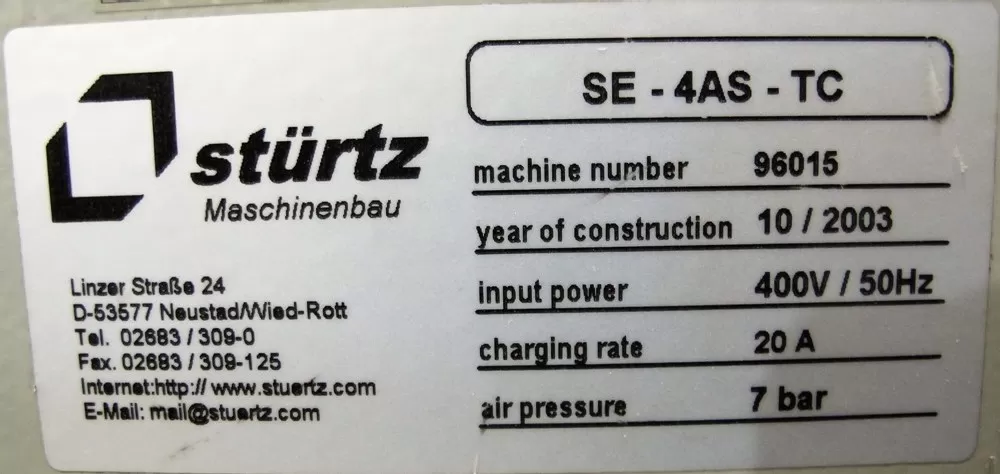 stürtz
Maschinenbau
Linzer Straße 24
D-53577 Neustad/Wied-Rott
Tel. 02683 / 309-0
Fax. 02683 / 309-125
Internet:http:// www.stuertz.com
E-Mail: mail@stuertz.com
SE - 4AS - TC
machine number 96015
year of construction 10 / 2003
input power 400V / 50Hz
charging rate 20 A
air pressure 7 bar